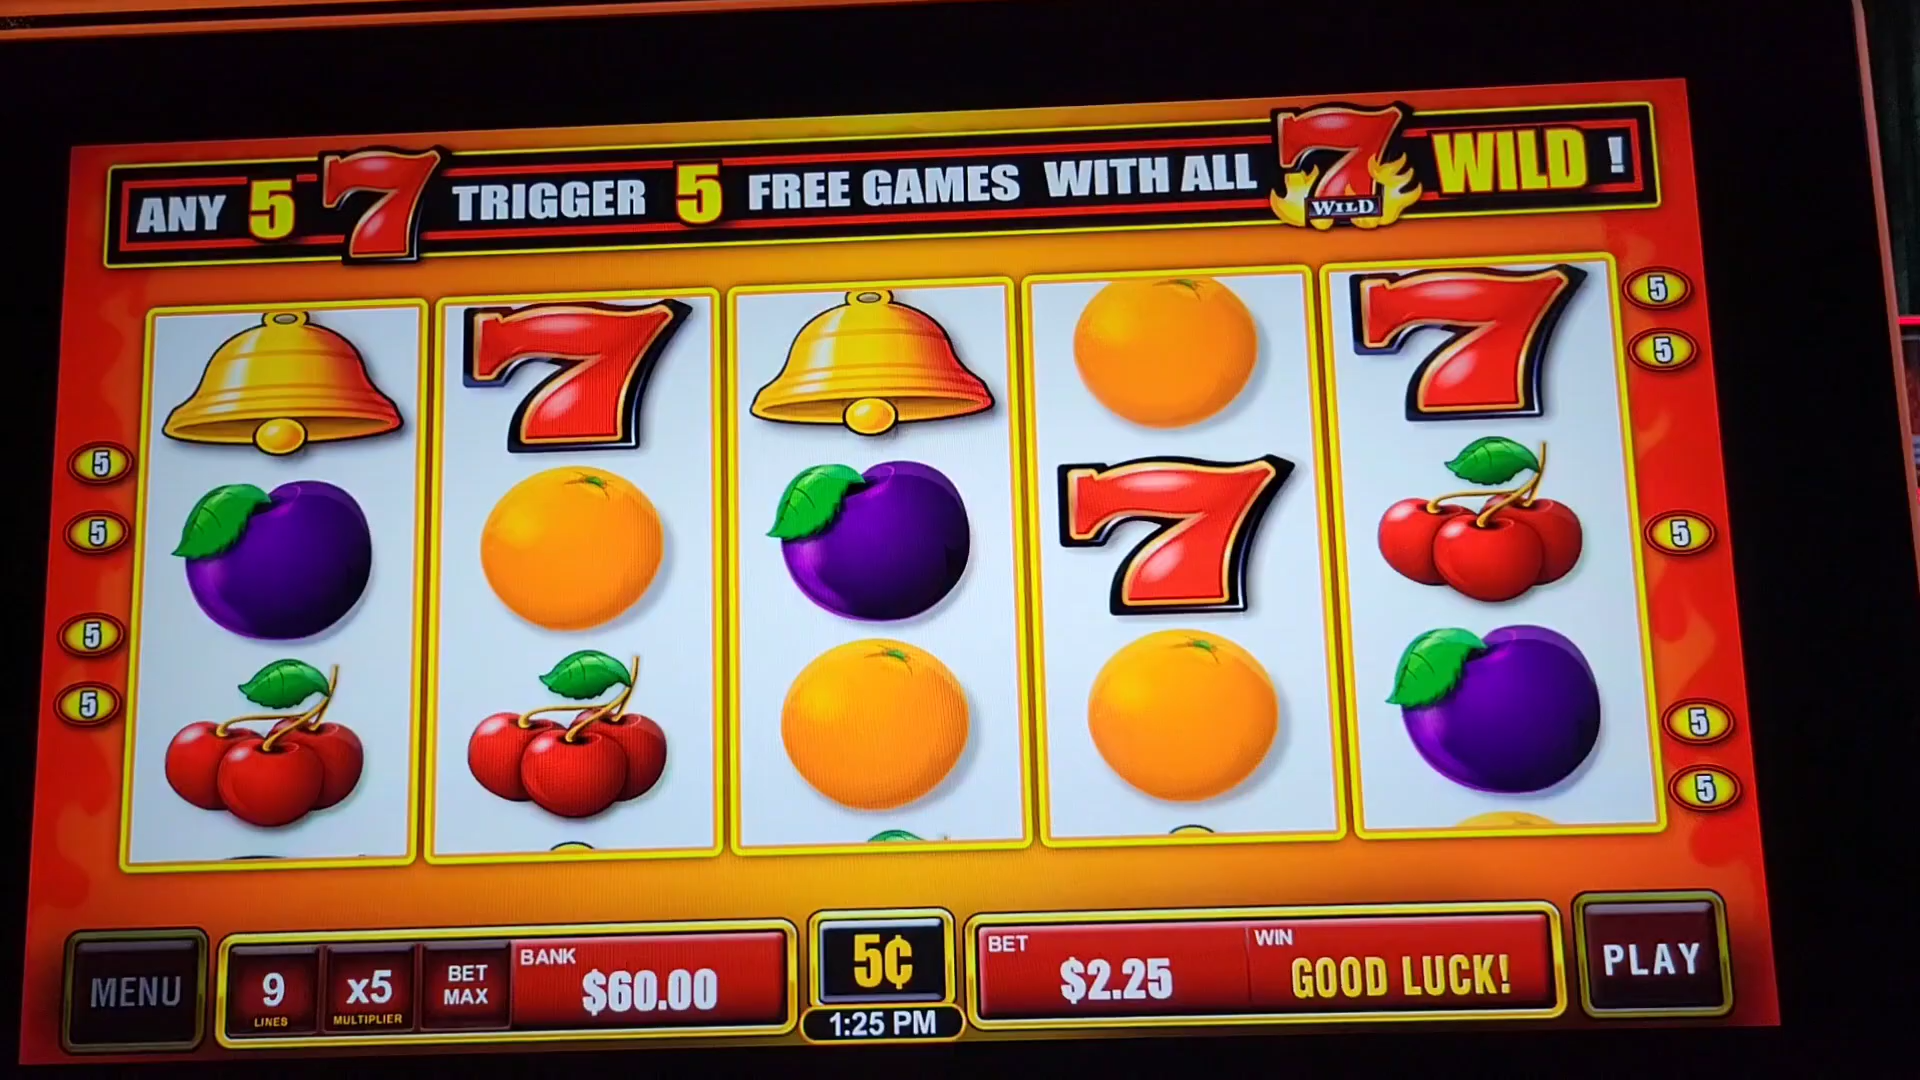 ANY 5 7 TRIGGER 5 FREE GAMES WITH ALL 7 WILD WILD !
5
5
5
5
5
5
5
5
5
MENU
9
LINES
x5
MULTIPLIER
BET
MAX
BANK
$60.00
5¢
1:25 PM
BET
$2.25
WIN
GOOD LUCK!
PLAY